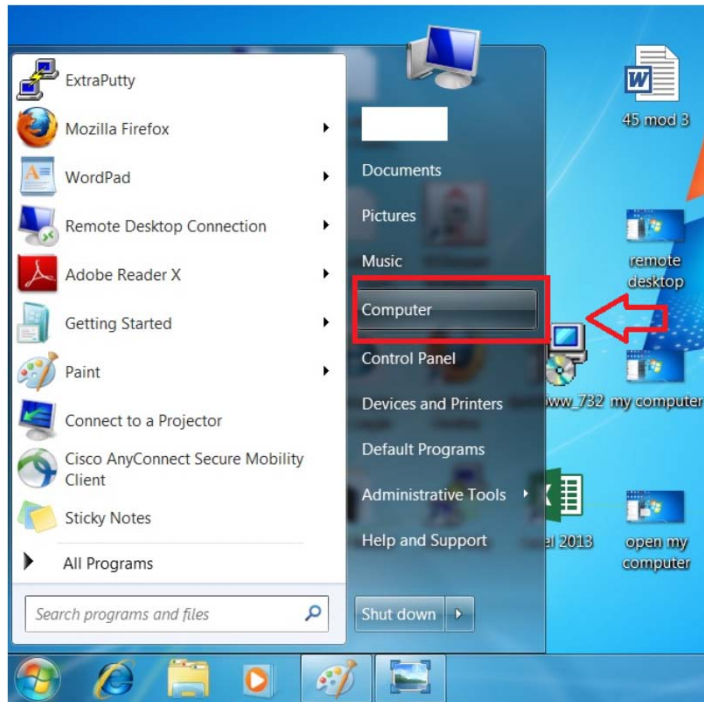 ExtraPutty
Mozilla Firefox
WordPad
Remote Desktop Connection
Adobe Reader X
Getting Started
Paint
Connect to a Projector
Cisco AnyConnect Secure Mobility
Client
Sticky Notes
All Programs
Search programs and files
Documents
Pictures
Music
Computer
Control Panel
Devices and Printers
Default Programs
Administrative Tools
Help and Support
Shut down
45 mod 3
remote
desktop
my computer
2013
open my
computer